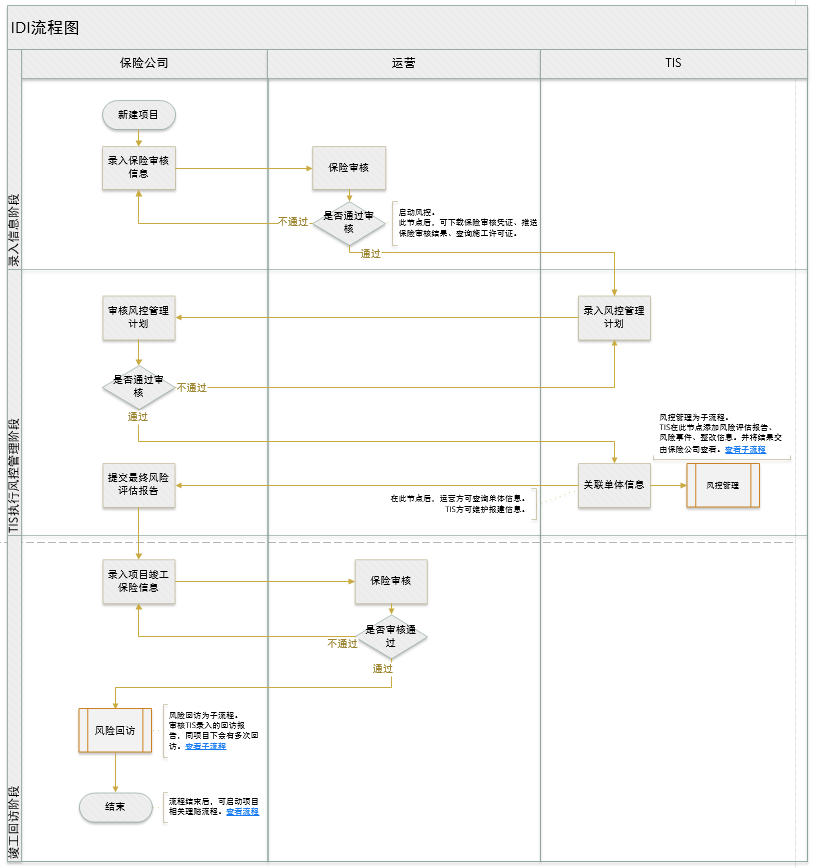 IDI流程图
保险公司
运营
TIS
录入信息阶段
新建项目
录入保险审核
信息
保险审核
是否通过审
核
不通过
启动风控。
此节点后，可下载保险审核凭证、推送
保险审核结果、查询施工许可证。
通过
TIS执行风控管理阶段
审核风控管理
计划
录入风控管理
计划
是否通过审
核
不通过
通过
风控管理为子流程。
TIS在此节点添加风险评估报告、
风险事件、整改信息。并将结果交
由保险公司查看。查看子流程
提交最终风险
评估报告
在此节点后，运营方可查询单体信息。
TIS方可维护报建信息。
关联单体信息
风控管理
竣工回访阶段
录入项目竣工
保险信息
保险审核
是否审核通
过
不通过
通过
风险回访
风险回访为子流程。
审核TIS录入的回访报
告，同项目下会有多次回
访。查看子流程
结束
流程结束后，可启动项目
相关理赔流程。查看流程